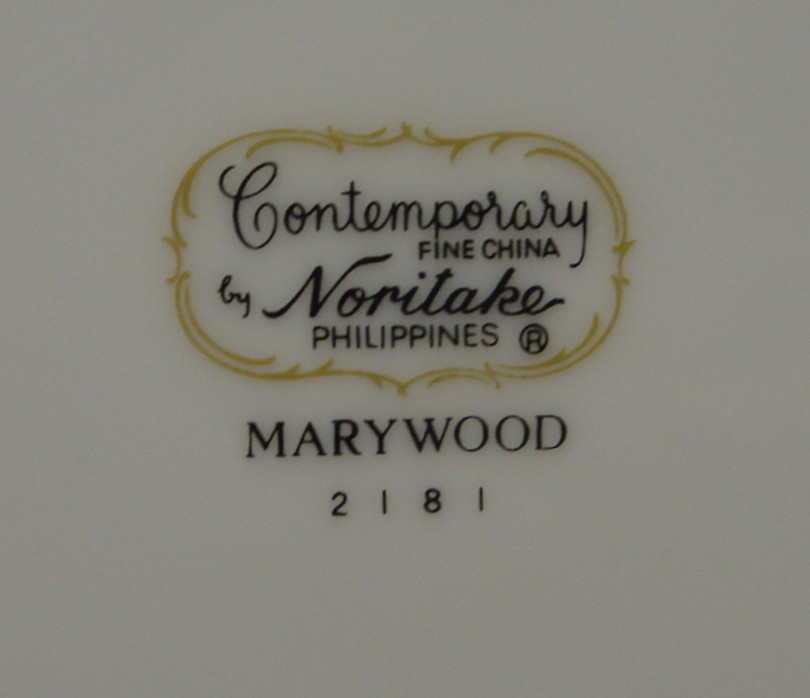 Contemporary
FINE CHINA
by Noritake
PHILIPPINES ®
MARYWOOD
2181